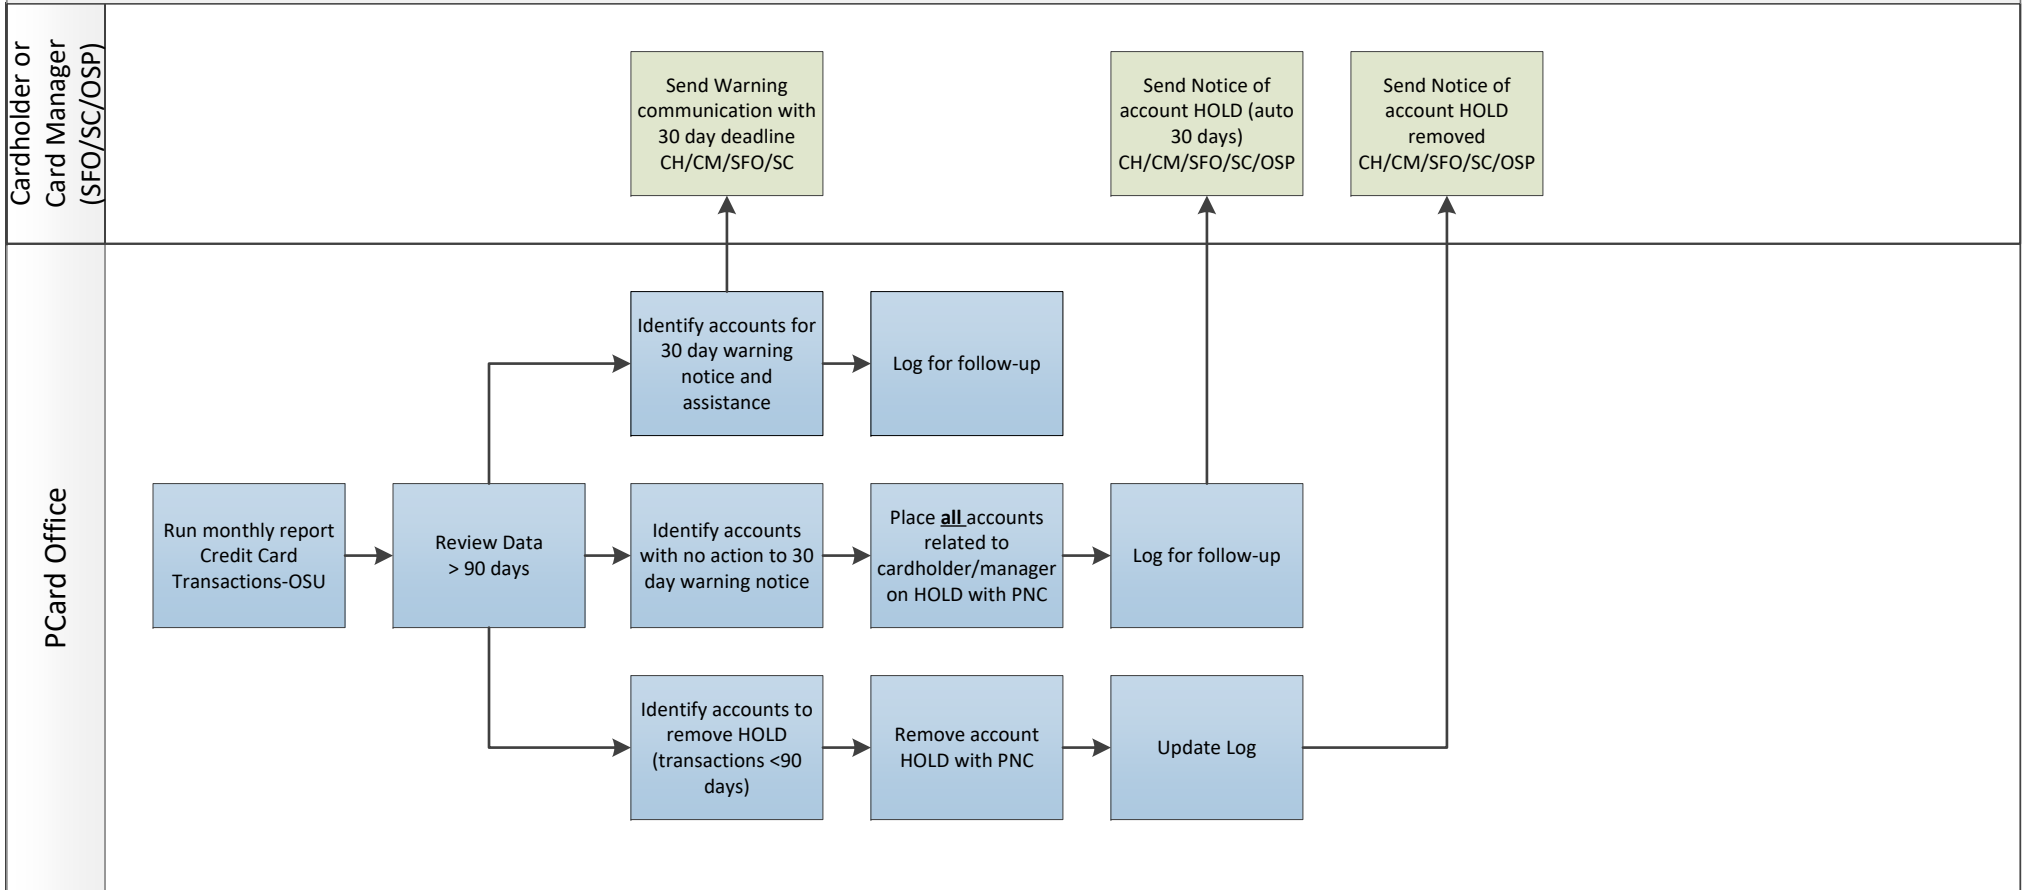 Cardholder or
Card Manager
(SFO/SC/OSP)
Send Warning
communication with
30 day deadline
CH/CM/SFO/SC
Send Notice of
account HOLD (auto
30 days)
CH/CM/SFO/SC/OSP
Send Notice of
account HOLD
removed
CH/CM/SFO/SC/OSP
PCard Office
Identify accounts for
30 day warning
notice and
assistance
Log for follow-up
Run monthly report
Credit Card
Transactions-OSU
Review Data
> 90 days
Identify accounts
with no action to 30
day warning notice
Place all accounts
related to
cardholder/manager
on HOLD with PNC
Log for follow-up
Identify accounts to
remove HOLD
(transactions <90
days)
Remove account
HOLD with PNC
Update Log